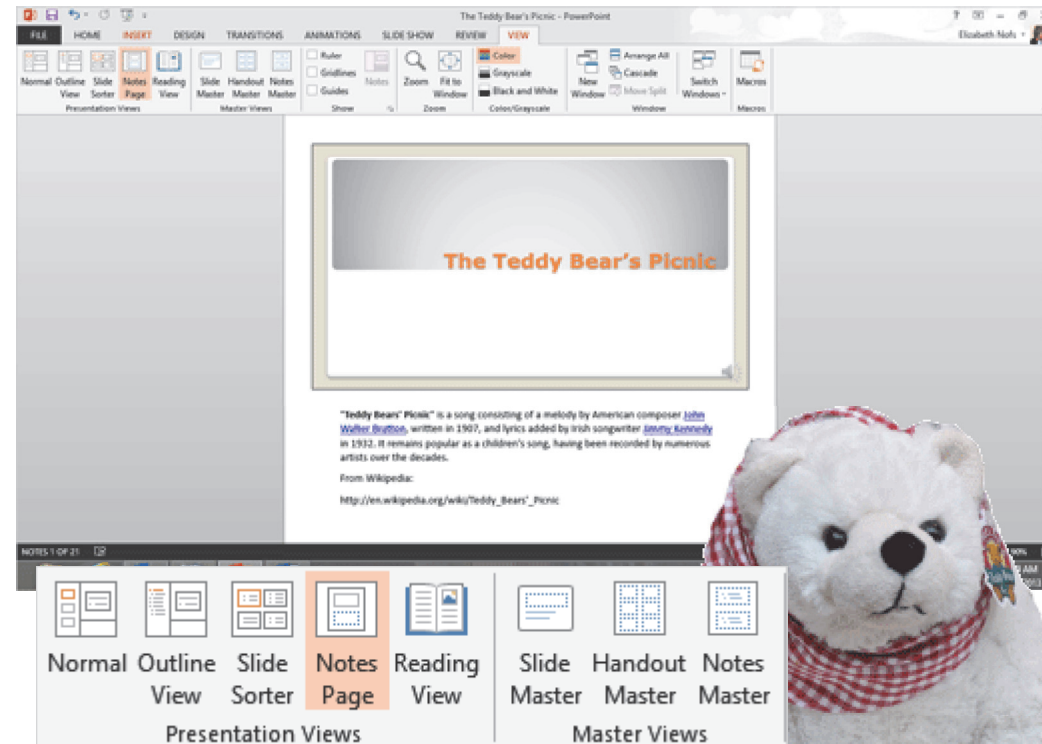 The Teddy Bear's Picnic - PowerPoint
FILE HOME INSERT DESIGN TRANSITIONS ANIMATIONS SLIDE SHOW REVIEW VIEW
Normal Outline View Slide Sorter Notes Page Reading View
Presentation Views
Slide Master Handout Master Notes Master
Master Views
Ruler
Gridlines
Guides
Notes
Show
Zoom Fit to Window
Zoom
Color
Grayscale
Black and White
Color/Grayscale
New Window
Arrange All
Cascade
Move Split
Switch Windows
Window
Macros
Macros
The Teddy Bear's Picnic
"Teddy Bears' Picnic" is a song consisting of a melody by American composer John
Walter Bratton, written in 1907, and lyrics added by Irish songwriter Jimmy Kennedy
in 1932. It remains popular as a children's song, having been recorded by numerous
artists over the decades.
From Wikipedia:
http://en.wikipedia.org/wiki/Teddy_Bears'_Picnic
NOTES 1 OF 21
90%
AM
Normal Outline Slide Notes Reading Slide Handout Notes
View Sorter Page View Master Master Master
Presentation Views Master Views